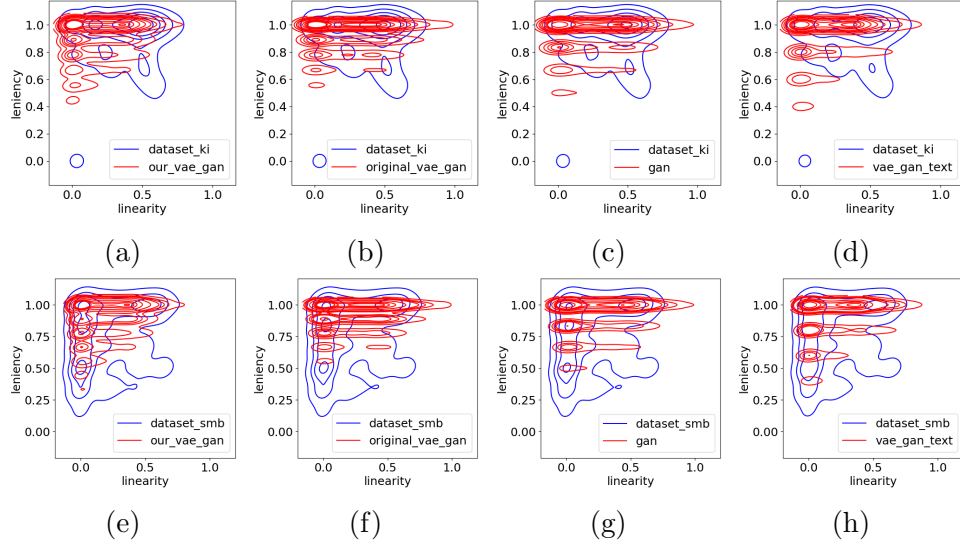 leniency
1.0
0.8
0.6
0.4
0.2
0.0
dataset_ki
our_vae_gan
0.0 0.5 1.0
linearity
(a)
leniency
1.0
0.8
0.6
0.4
0.2
0.0
dataset_ki
original_vae_gan
0.0 0.5 1.0
linearity
(b)
leniency
1.0
0.8
0.6
0.4
0.2
0.0
dataset_ki
gan
0.0 0.5 1.0
linearity
(c)
leniency
1.0
0.8
0.6
0.4
0.2
0.0
dataset_ki
vae_gan_text
0.0 0.5 1.0
linearity
(d)
leniency
1.00
0.75
0.50
0.25
0.00
dataset_smb
our_vae_gan
0.0 0.5 1.0
linearity
(e)
leniency
1.00
0.75
0.50
0.25
0.00
dataset_smb
original_vae_gan
0.0 0.5 1.0
linearity
(f)
leniency
1.00
0.75
0.50
0.25
0.00
dataset_smb
gan
0.0 0.5 1.0
linearity
(g)
leniency
1.00
0.75
0.50
0.25
0.00
dataset_smb
vae_gan_text
0.0 0.5 1.0
linearity
(h)